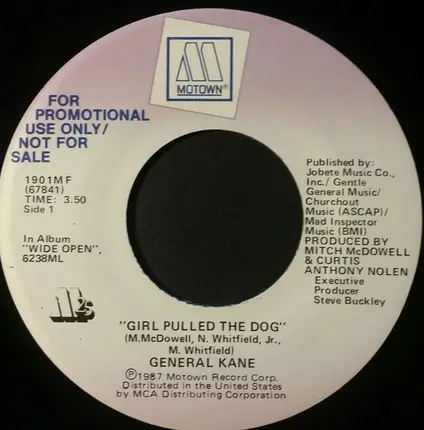 MOTOWN®
FOR
PROMOTIONAL
USE ONLY/
NOT FOR
SALE
1901MF
(67841)
TIME: 3.50
Side 1
In Album
"WIDE OPEN",
6238ML
Published by:
Jobete Music Co.,
Inc./ Gentle
General Music/
Churchout
Music (ASCAP)/
Mad Inspector
Music (BMI)
PRODUCED BY
MITCH McDOWELL
& CURTIS
ANTHONY NOLEN
Executive
Producer
Steve Buckley
"GIRL PULLED THE DOG"
(M.McDowell, N. Whitfield, Jr.,
M. Whitfield)
GENERAL KANE
℗1987 Motown Record Corp.
Distributed in the United States
by MCA Distributing Corporation